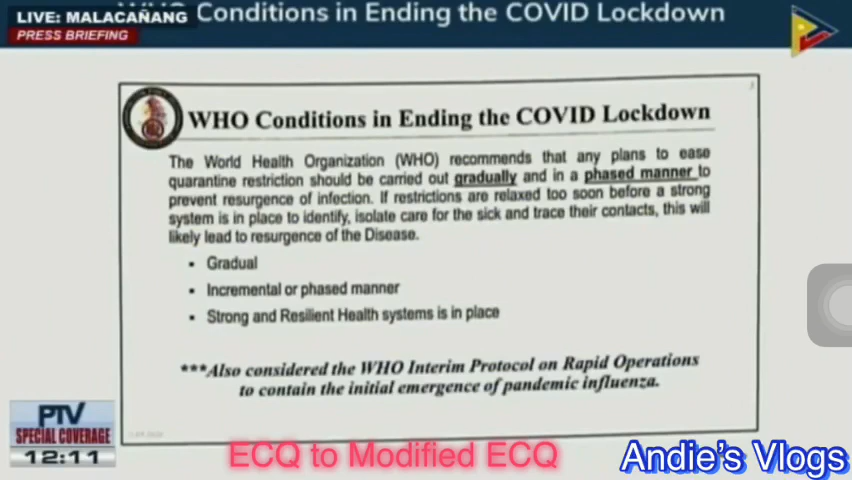 WHO Conditions in Ending the COVID Lockdown
LIVE: MALACAÑANG
PRESS BRIEFING
WHO Conditions in Ending the COVID Lockdown
The World Health Organization (WHO) recommends that any plans to ease
quarantine restriction should be carried out gradually and in a phased manner to
prevent resurgence of infection. If restrictions are relaxed too soon before a strong
system is in place to identify, isolate care for the sick and trace their contacts, this will
likely lead to resurgence of the Disease.
▪ Gradual
▪ Incremental or phased manner
▪ Strong and Resilient Health systems is in place
***Also considered the WHO Interim Protocol on Rapid Operations
to contain the initial emergence of pandemic influenza.
PTV
SPECIAL COVERAGE
12:11
ECQ to Modified ECQ
Andie's Vlogs